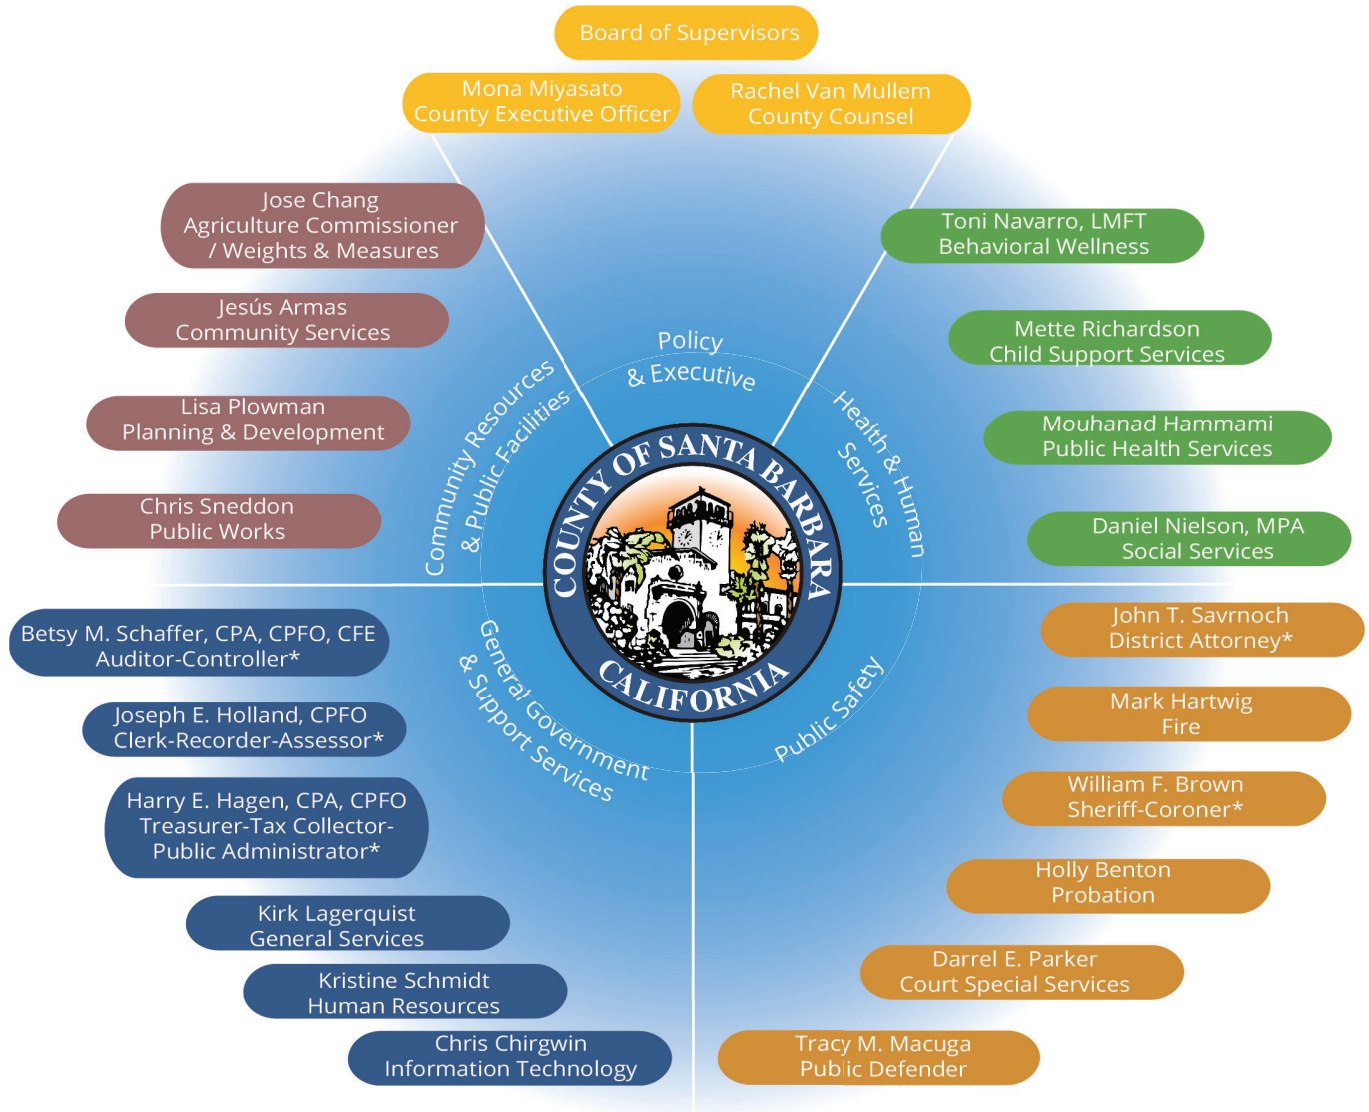 Board of Supervisors
Mona Miyasato
County Executive Officer
Rachel Van Mullem
County Counsel
Jose Chang
Agriculture Commissioner
/ Weights & Measures
Jesús Armas
Community Services
Lisa Plowman
Planning & Development
Chris Sneddon
Public Works
Toni Navarro, LMFT
Behavioral Wellness
Mette Richardson
Child Support Services
Mouhanad Hammami
Public Health Services
Daniel Nielson, MPA
Social Services
Policy
& Executive
Community Resources
& Public Facilities
Health & Human
Services
COUNTY OF SANTA BARBARA
CALIFORNIA
General Government
& Support Services
Public Safety
Betsy M. Schaffer, CPA, CPFO, CFE
Auditor-Controller*
Joseph E. Holland, CPFO
Clerk-Recorder-Assessor*
Harry E. Hagen, CPA, CPFO
Treasurer-Tax Collector-
Public Administrator*
Kirk Lagerquist
General Services
Kristine Schmidt
Human Resources
Chris Chirgwin
Information Technology
John T. Savrnoch
District Attorney*
Mark Hartwig
Fire
William F. Brown
Sheriff-Coroner*
Holly Benton
Probation
Darrel E. Parker
Court Special Services
Tracy M. Macuga
Public Defender